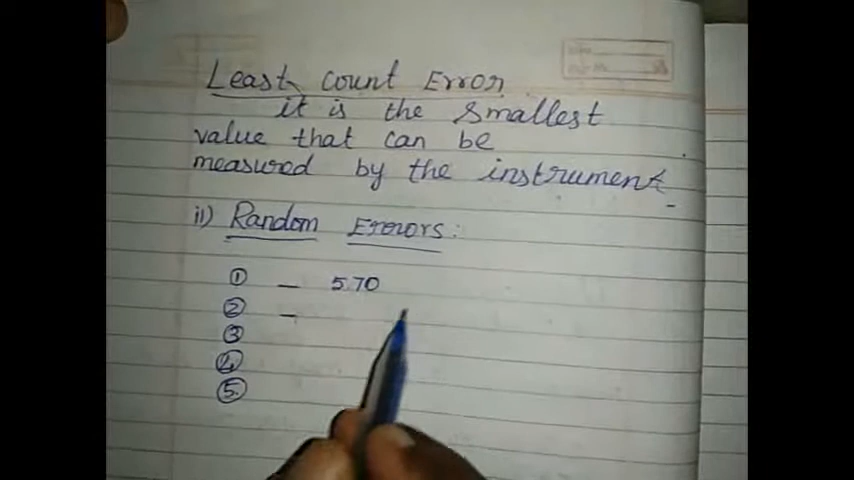 Least Count Error
it is the smallest
value that can be
measured by the instrument.
ii) Random Errors:
① – 5.70
② –
③
④
⑤